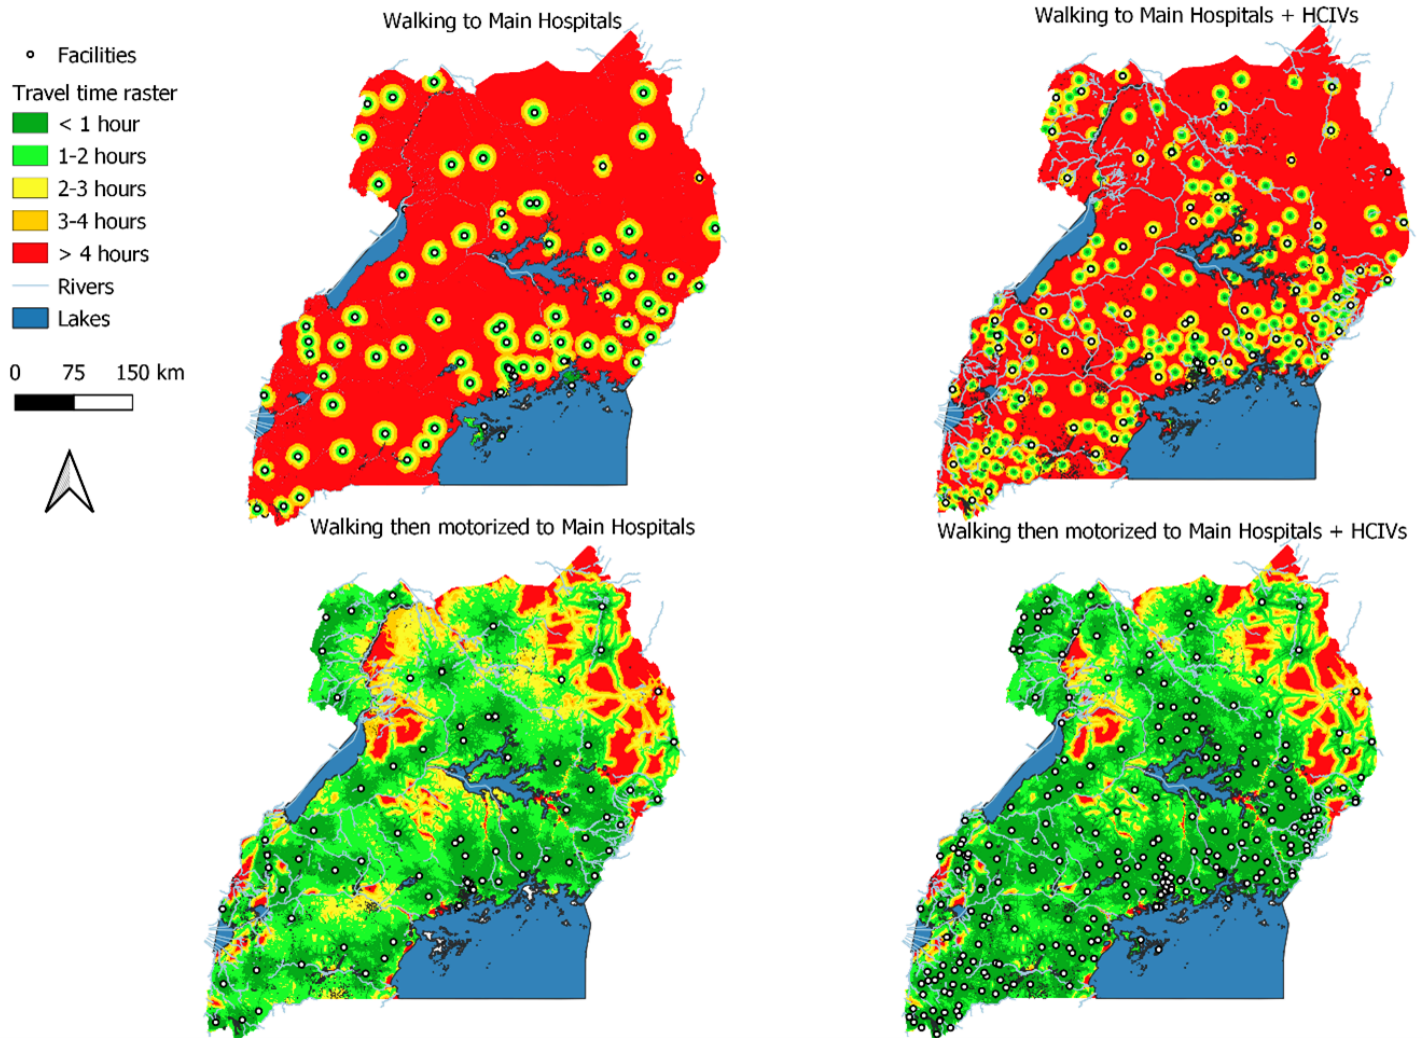 Walking to Main Hospitals
Walking to Main Hospitals + HCIVs
Facilities
Travel time raster
< 1 hour
1-2 hours
2-3 hours
3-4 hours
> 4 hours
Rivers
Lakes
0 75 150 km
Walking then motorized to Main Hospitals
Walking then motorized to Main Hospitals + HCIVs